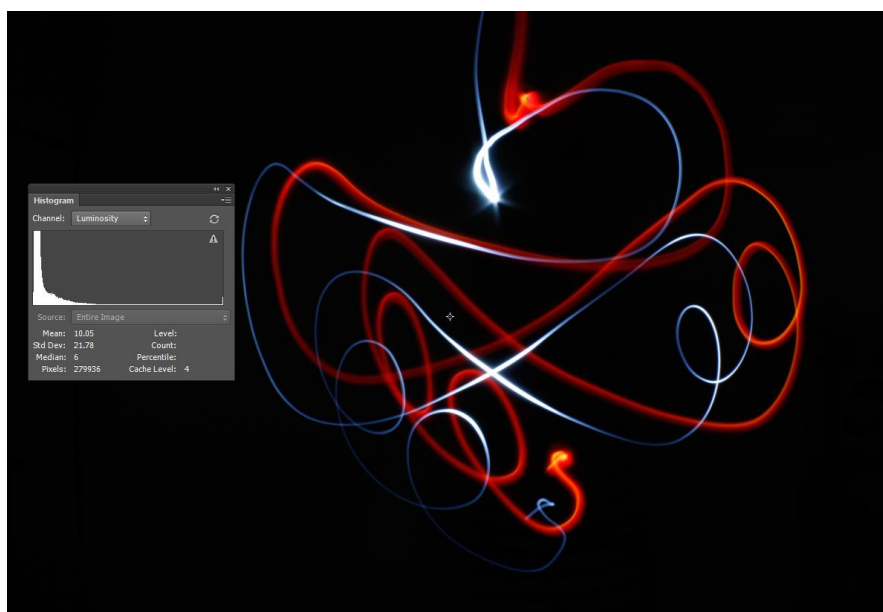 Histogram
Channel: Luminosity
Source: Entire Image
Mean: 10.05 Level:
Std Dev: 21.78 Count:
Median: 6 Percentile:
Pixels: 279936 Cache Level: 4